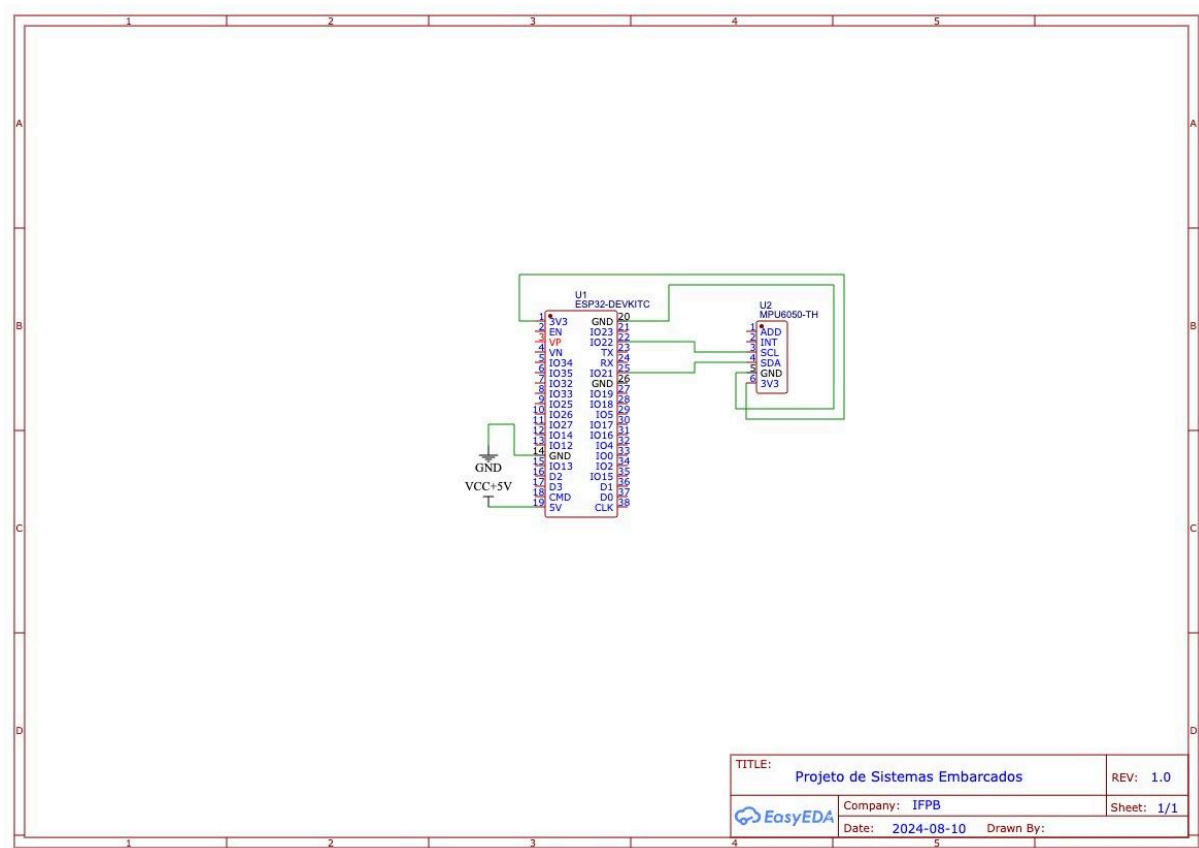 1 2 3 4 5
A A
B B
C C
D D
1 2 3 4 5
U1
ESP32-DEVKITC
1 3V3 GND 20
2 EN IO23 21
3 VP IO22 22
4 VN TX 23
5 IO34 RX 24
6 IO35 IO21 25
7 IO32 GND 26
8 IO33 IO19 27
9 IO25 IO18 28
10 IO26 IO5 29
11 IO27 IO17 30
12 IO14 IO16 31
13 IO12 IO4 32
14 GND IO0 33
15 IO13 IO2 34
16 D2 IO15 35
17 D3 D1 36
18 CMD D0 37
19 5V CLK 38
GND
VCC+5V
U2
MPU6050-TH
1 ADD
2 INT
3 SCL
4 SDA
5 GND
6 3V3
TITLE:
Projeto de Sistemas Embarcados
REV: 1.0
EasyEDA
Company: IFPB
Sheet: 1/1
Date: 2024-08-10 Drawn By: